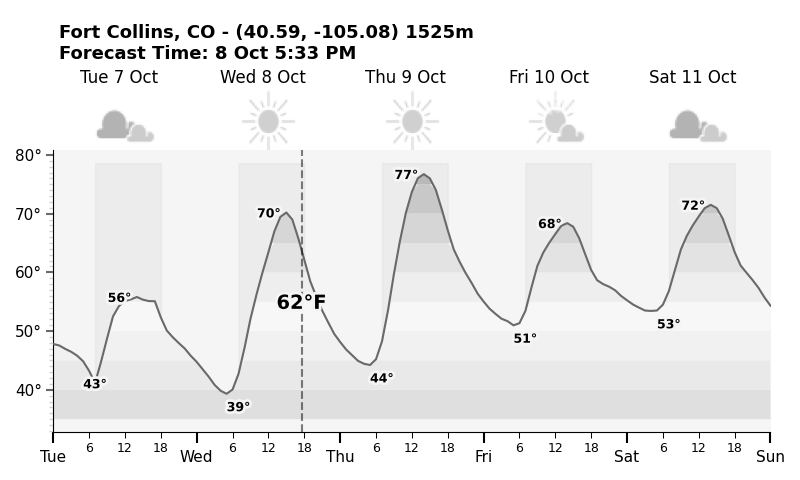 Fort Collins, CO - (40.59, -105.08) 1525m
Forecast Time: 8 Oct 5:33 PM
Tue 7 Oct Wed 8 Oct Thu 9 Oct Fri 10 Oct Sat 11 Oct
80°
77°
72°
70° 70°
68°
60°
62°F
56°
53°
50°
51°
44°
43°
40°
39°
6 12 18 6 12 18 6 12 18 6 12 18 6 12 18
Tue Wed Thu Fri Sat Sun